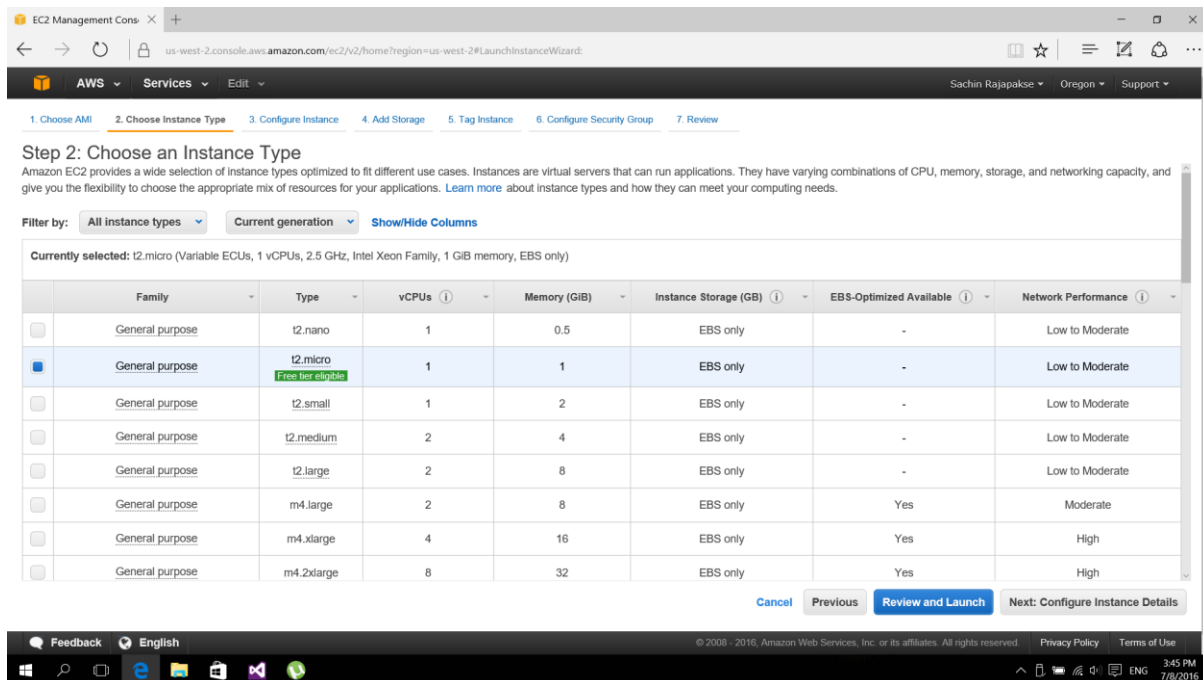 EC2 Management Cons
us-west-2.console.aws.amazon.com/ec2/v2/home?region=us-west-2#LaunchInstanceWizard:
AWS Services Edit Sachin Rajapakse Oregon Support
1. Choose AMI 2. Choose Instance Type 3. Configure Instance 4. Add Storage 5. Tag Instance 6. Configure Security Group 7. Review
Step 2: Choose an Instance Type
Amazon EC2 provides a wide selection of instance types optimized to fit different use cases. Instances are virtual servers that can run applications. They have varying combinations of CPU, memory, storage, and networking capacity, and
give you the flexibility to choose the appropriate mix of resources for your applications. Learn more about instance types and how they can meet your computing needs.
Filter by: All instance types Current generation Show/Hide Columns
Currently selected: t2.micro (Variable ECUs, 1 vCPUs, 2.5 GHz, Intel Xeon Family, 1 GiB memory, EBS only)
Family Type vCPUs i Memory (GiB) Instance Storage (GB) i EBS-Optimized Available i Network Performance i
General purpose t2.nano 1 0.5 EBS only - Low to Moderate
General purpose t2.micro 1 1 EBS only - Low to Moderate
Free tier eligible
General purpose t2.small 1 2 EBS only - Low to Moderate
General purpose t2.medium 2 4 EBS only - Low to Moderate
General purpose t2.large 2 8 EBS only - Low to Moderate
General purpose m4.large 2 8 EBS only Yes Moderate
General purpose m4.xlarge 4 16 EBS only Yes High
General purpose m4.2xlarge 8 32 EBS only Yes High
Cancel Previous Review and Launch Next: Configure Instance Details
Feedback English © 2008 - 2016, Amazon Web Services, Inc. or its affiliates. All rights reserved. Privacy Policy Terms of Use
ENG 3:45 PM
7/8/2016